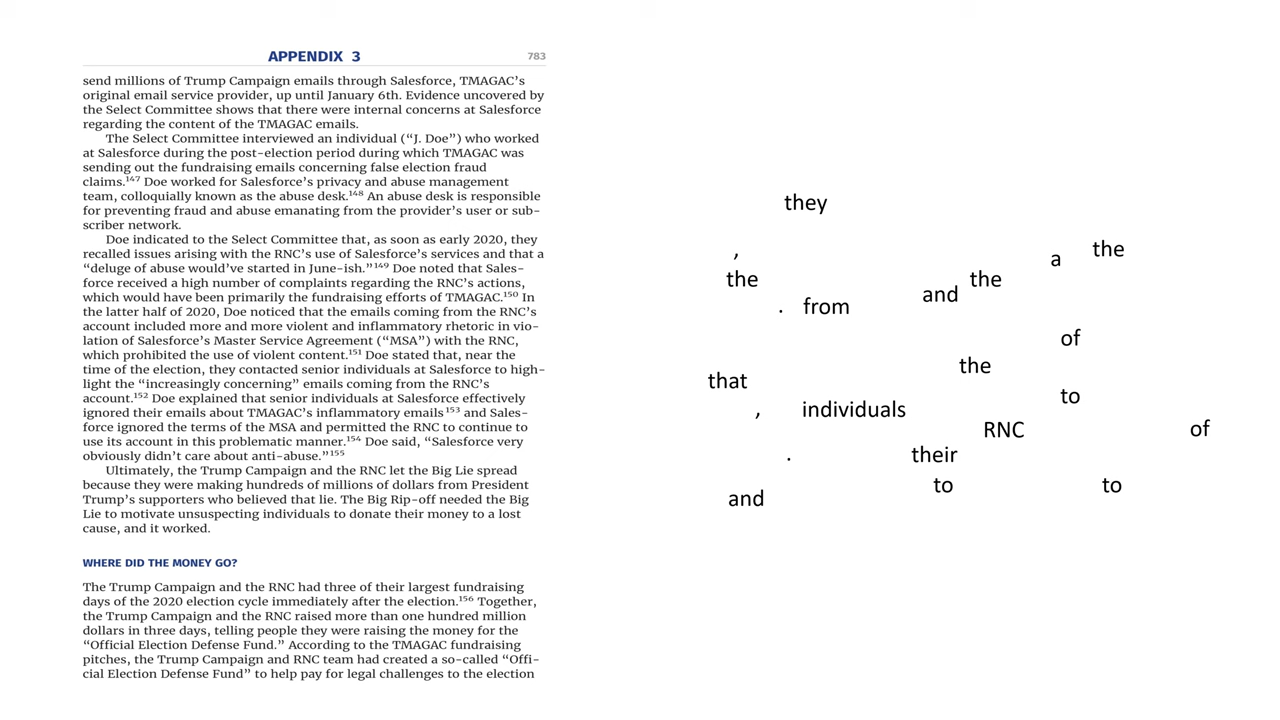 APPENDIX 3 783
send millions of Trump Campaign emails through Salesforce, TMAGAC’s
original email service provider, up until January 6th. Evidence uncovered by
the Select Committee shows that there were internal concerns at Salesforce
regarding the content of the TMAGAC emails.
The Select Committee interviewed an individual (“J. Doe”) who worked
at Salesforce during the post-election period during which TMAGAC was
sending out the fundraising emails concerning false election fraud
claims.147 Doe worked for Salesforce’s privacy and abuse management
team, colloquially known as the abuse desk.148 An abuse desk is responsible
for preventing fraud and abuse emanating from the provider’s user or sub-
scriber network.
Doe indicated to the Select Committee that, as soon as early 2020, they
recalled issues arising with the RNC’s use of Salesforce’s services and that a
“deluge of abuse would’ve started in June-ish.”149 Doe noted that Sales-
force received a high number of complaints regarding the RNC’s actions,
which would have been primarily the fundraising efforts of TMAGAC.150 In
the latter half of 2020, Doe noticed that the emails coming from the RNC’s
account included more and more violent and inflammatory rhetoric in vio-
lation of Salesforce’s Master Service Agreement (“MSA”) with the RNC,
which prohibited the use of violent content.151 Doe stated that, near the
time of the election, they contacted senior individuals at Salesforce to high-
light the “increasingly concerning” emails coming from the RNC’s
account.152 Doe explained that senior individuals at Salesforce effectively
ignored their emails about TMAGAC’s inflammatory emails153 and Sales-
force ignored the terms of the MSA and permitted the RNC to continue to
use its account in this problematic manner.154 Doe said, “Salesforce very
obviously didn’t care about anti-abuse.”155
Ultimately, the Trump Campaign and the RNC let the Big Lie spread
because they were making hundreds of millions of dollars from President
Trump’s supporters who believed that lie. The Big Rip-off needed the Big
Lie to motivate unsuspecting individuals to donate their money to a lost
cause, and it worked.
WHERE DID THE MONEY GO?
The Trump Campaign and the RNC had three of their largest fundraising
days of the 2020 election cycle immediately after the election.156 Together,
the Trump Campaign and the RNC raised more than one hundred million
dollars in three days, telling people they were raising the money for the
“Official Election Defense Fund.” According to the TMAGAC fundraising
pitches, the Trump Campaign and RNC team had created a so-called “Offi-
cial Election Defense Fund” to help pay for legal challenges to the election
they
, a the
the the
. from and
of
the
that
to
, individuals
RNC of
. their
to to
and